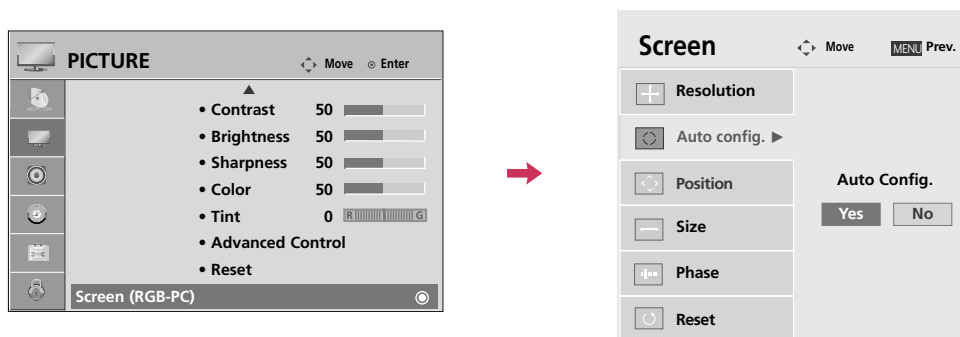 PICTURE
Move Enter
▲
• Contrast 50
• Brightness 50
• Sharpness 50
• Color 50
• Tint 0 R G
• Advanced Control
• Reset
Screen (RGB-PC)
Screen
Move MENU Prev.
Resolution
Auto config. ►
Position
Size
Phase
Reset
Auto Config.
Yes No